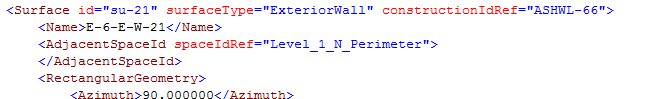 <Surface id="su-21" surfaceType="ExteriorWall" constructionIdRef="ASHWL-66">
<Name>E-6-E-W-21</Name>
<AdjacentSpaceId spaceIdRef="Level_1_N_Perimeter">
</AdjacentSpaceId>
<RectangularGeometry>
<Azimuth>90.000000</Azimuth>